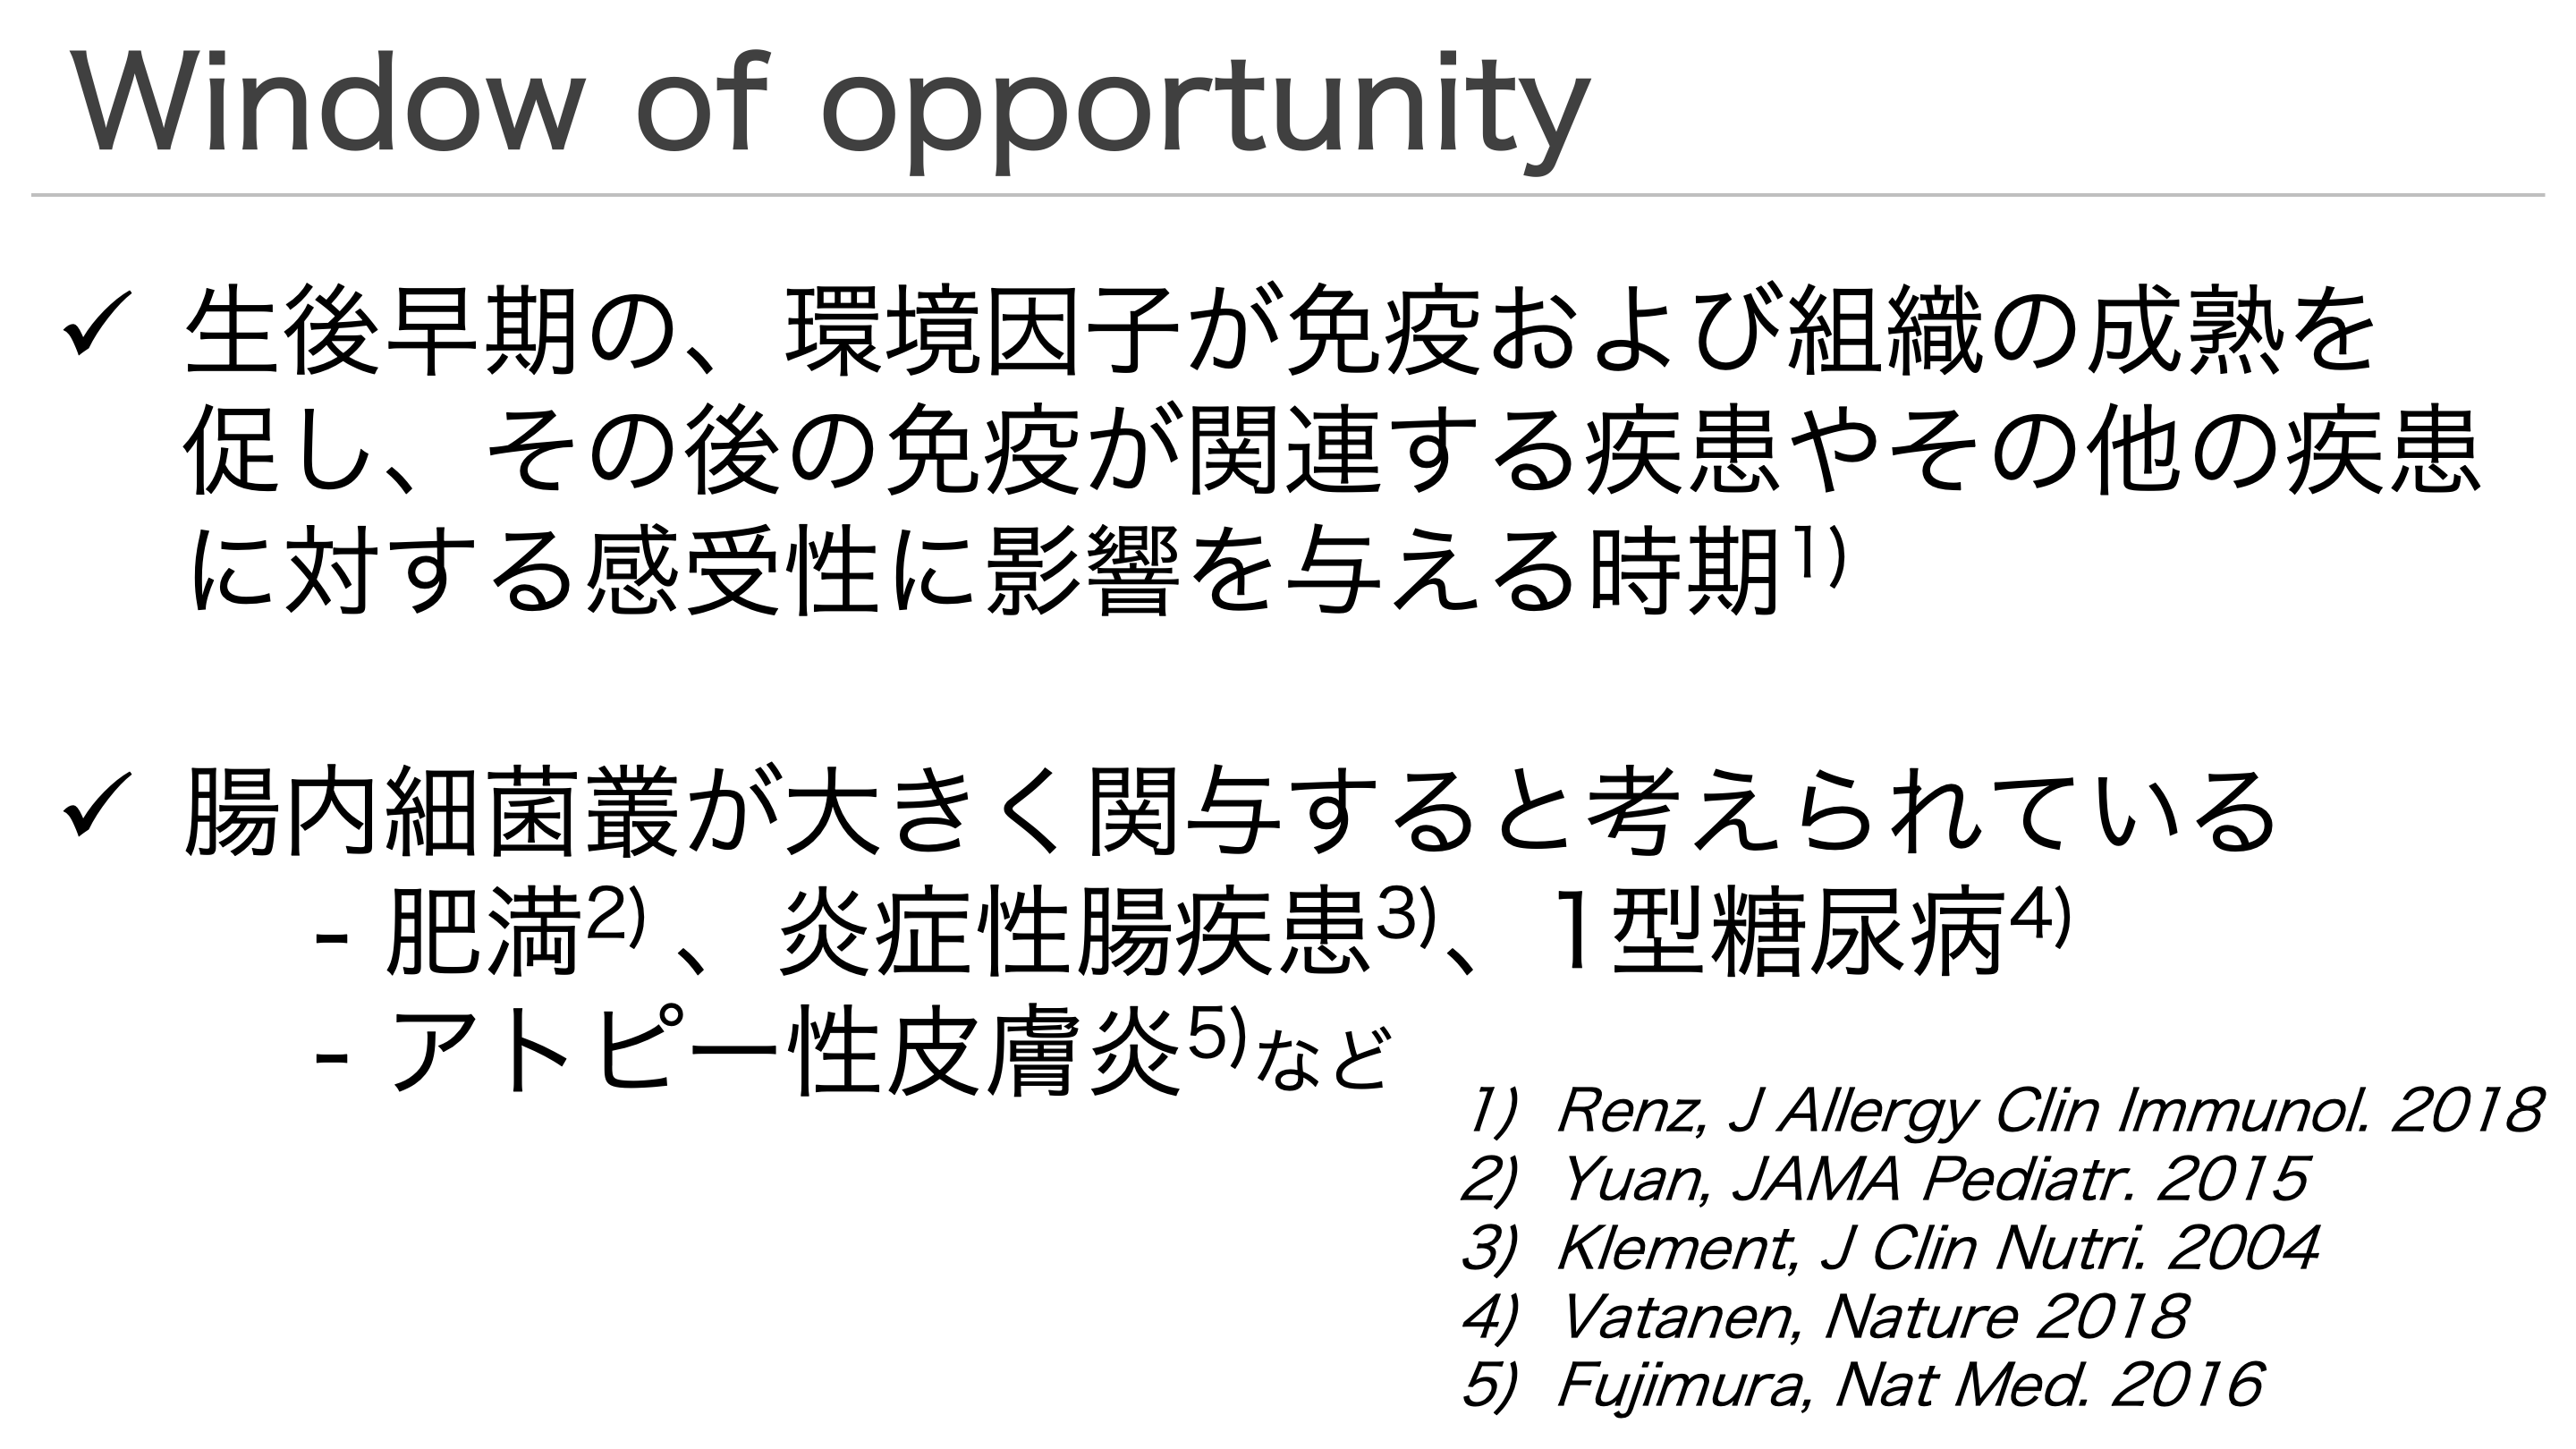 Window of opportunity
✓ 生後早期の、環境因子が免疫および組織の成熟を
促し、その後の免疫が関連する疾患やその他の疾患
に対する感受性に影響を与える時期1)
✓ 腸内細菌叢が大きく関与すると考えられている
- 肥満2) 、炎症性腸疾患3)、1型糖尿病4)
- アトピー性皮膚炎5)など
1) Renz, J Allergy Clin Immunol. 2018
2) Yuan, JAMA Pediatr. 2015
3) Klement, J Clin Nutri. 2004
4) Vatanen, Nature 2018
5) Fujimura, Nat Med. 2016